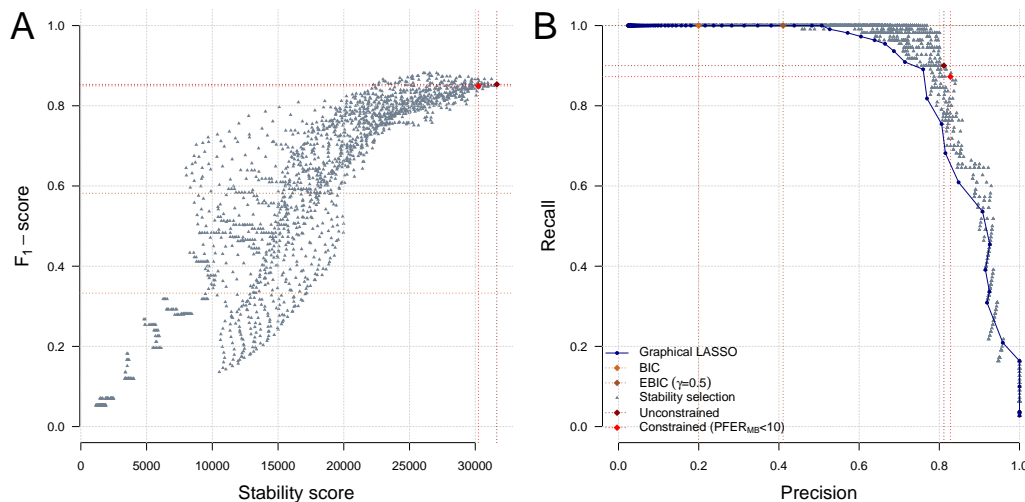 A
1.0
0.8
0.6
0.4
0.2
0.0
F₁ − score
0
5000
10000
15000
20000
25000
30000
Stability score
B
1.0
0.8
0.6
0.4
0.2
0.0
Recall
Graphical LASSO
BIC
EBIC (γ=0.5)
Stability selection
Unconstrained
Constrained (PFER_MB<10)
0.0
0.2
0.4
0.6
0.8
1.0
Precision